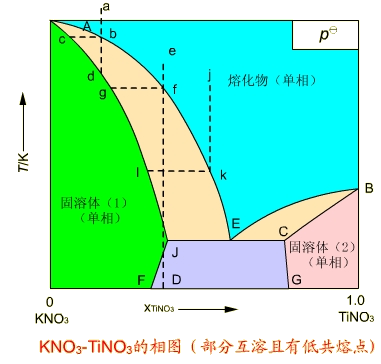 a
p⊖
A
b
c
e
d
g
f
j
熔化物（单相）
T/K
l
k
B
固溶体（1）
（单相）
E
C
J
固溶体（2）
（单相）
F
D
G
0
xTiNO₃
1.0
KNO₃
TiNO₃
KNO₃-TiNO₃的相图（部分互溶且有低共熔点）